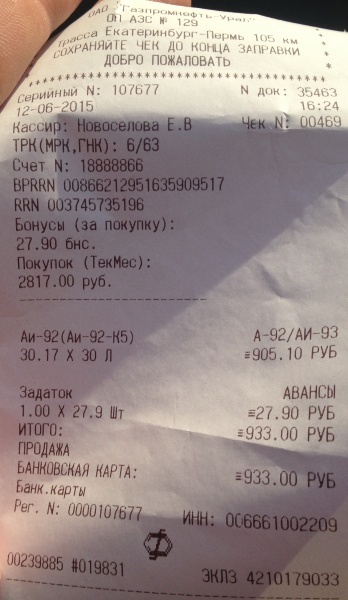 ОАО "Газпромнефть-Урал"
ОП АЗС № 129
трасса Екатеринбург-Пермь 105 км
СОХРАНЯЙТЕ ЧЕК ДО КОНЦА ЗАПРАВКИ
ДОБРО ПОЖАЛОВАТЬ
Серийный N: 107677 N док: 35463
12-06-2015 16:24
Кассир: Новоселова Е.В Чек N: 00469
ТРК(МРК,ГНК): 6/63
Счет N: 18888866
BPRRN 00866212951635909517
RRN 003745735196
Бонусы (за покупку):
27.90 бнс.
Покупок (ТекМес):
2817.00 руб.
Аи-92(Аи-92-К5) А-92/АИ-93
30.17 X 30 Л =905.10 РУБ
Задаток АВАНСЫ
1.00 X 27.9 Шт =27.90 РУБ
ИТОГО: =933.00 РУБ
ПРОДАЖА
БАНКОВСКАЯ КАРТА: =933.00 РУБ
Банк.карты
Рег. N: 0000107677 ИНН: 006661002209
00239885 #019831 ЭКЛЗ 4210179033